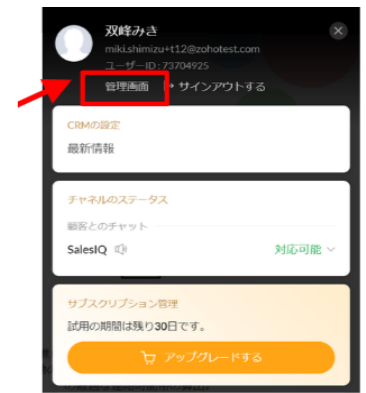 双峰みき
miki.shimizu+t12@zohotest.com
ユーザーID:73704925
管理画面 サインアウトする
CRMの設定
最新情報
チャネルのステータス
顧客とのチャット
SalesIQ 対応可能
サブスクリプション管理
試用の期間は残り30日です。
アップグレードする